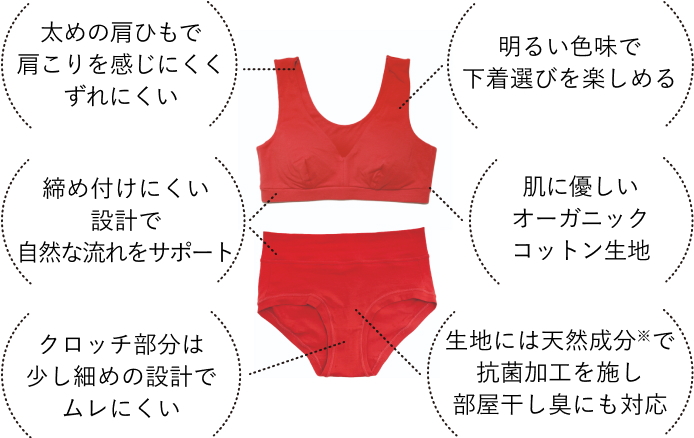 太めの肩ひもで
肩こりを感じにくく
ずれにくい
明るい色味で
下着選びを楽しめる
締め付けにくい
設計で
自然な流れをサポート
肌に優しい
オーガニック
コットン生地
クロッチ部分は
少し細めの設計で
ムレにくい
生地には天然成分※で
抗菌加工を施し
部屋干し臭にも対応